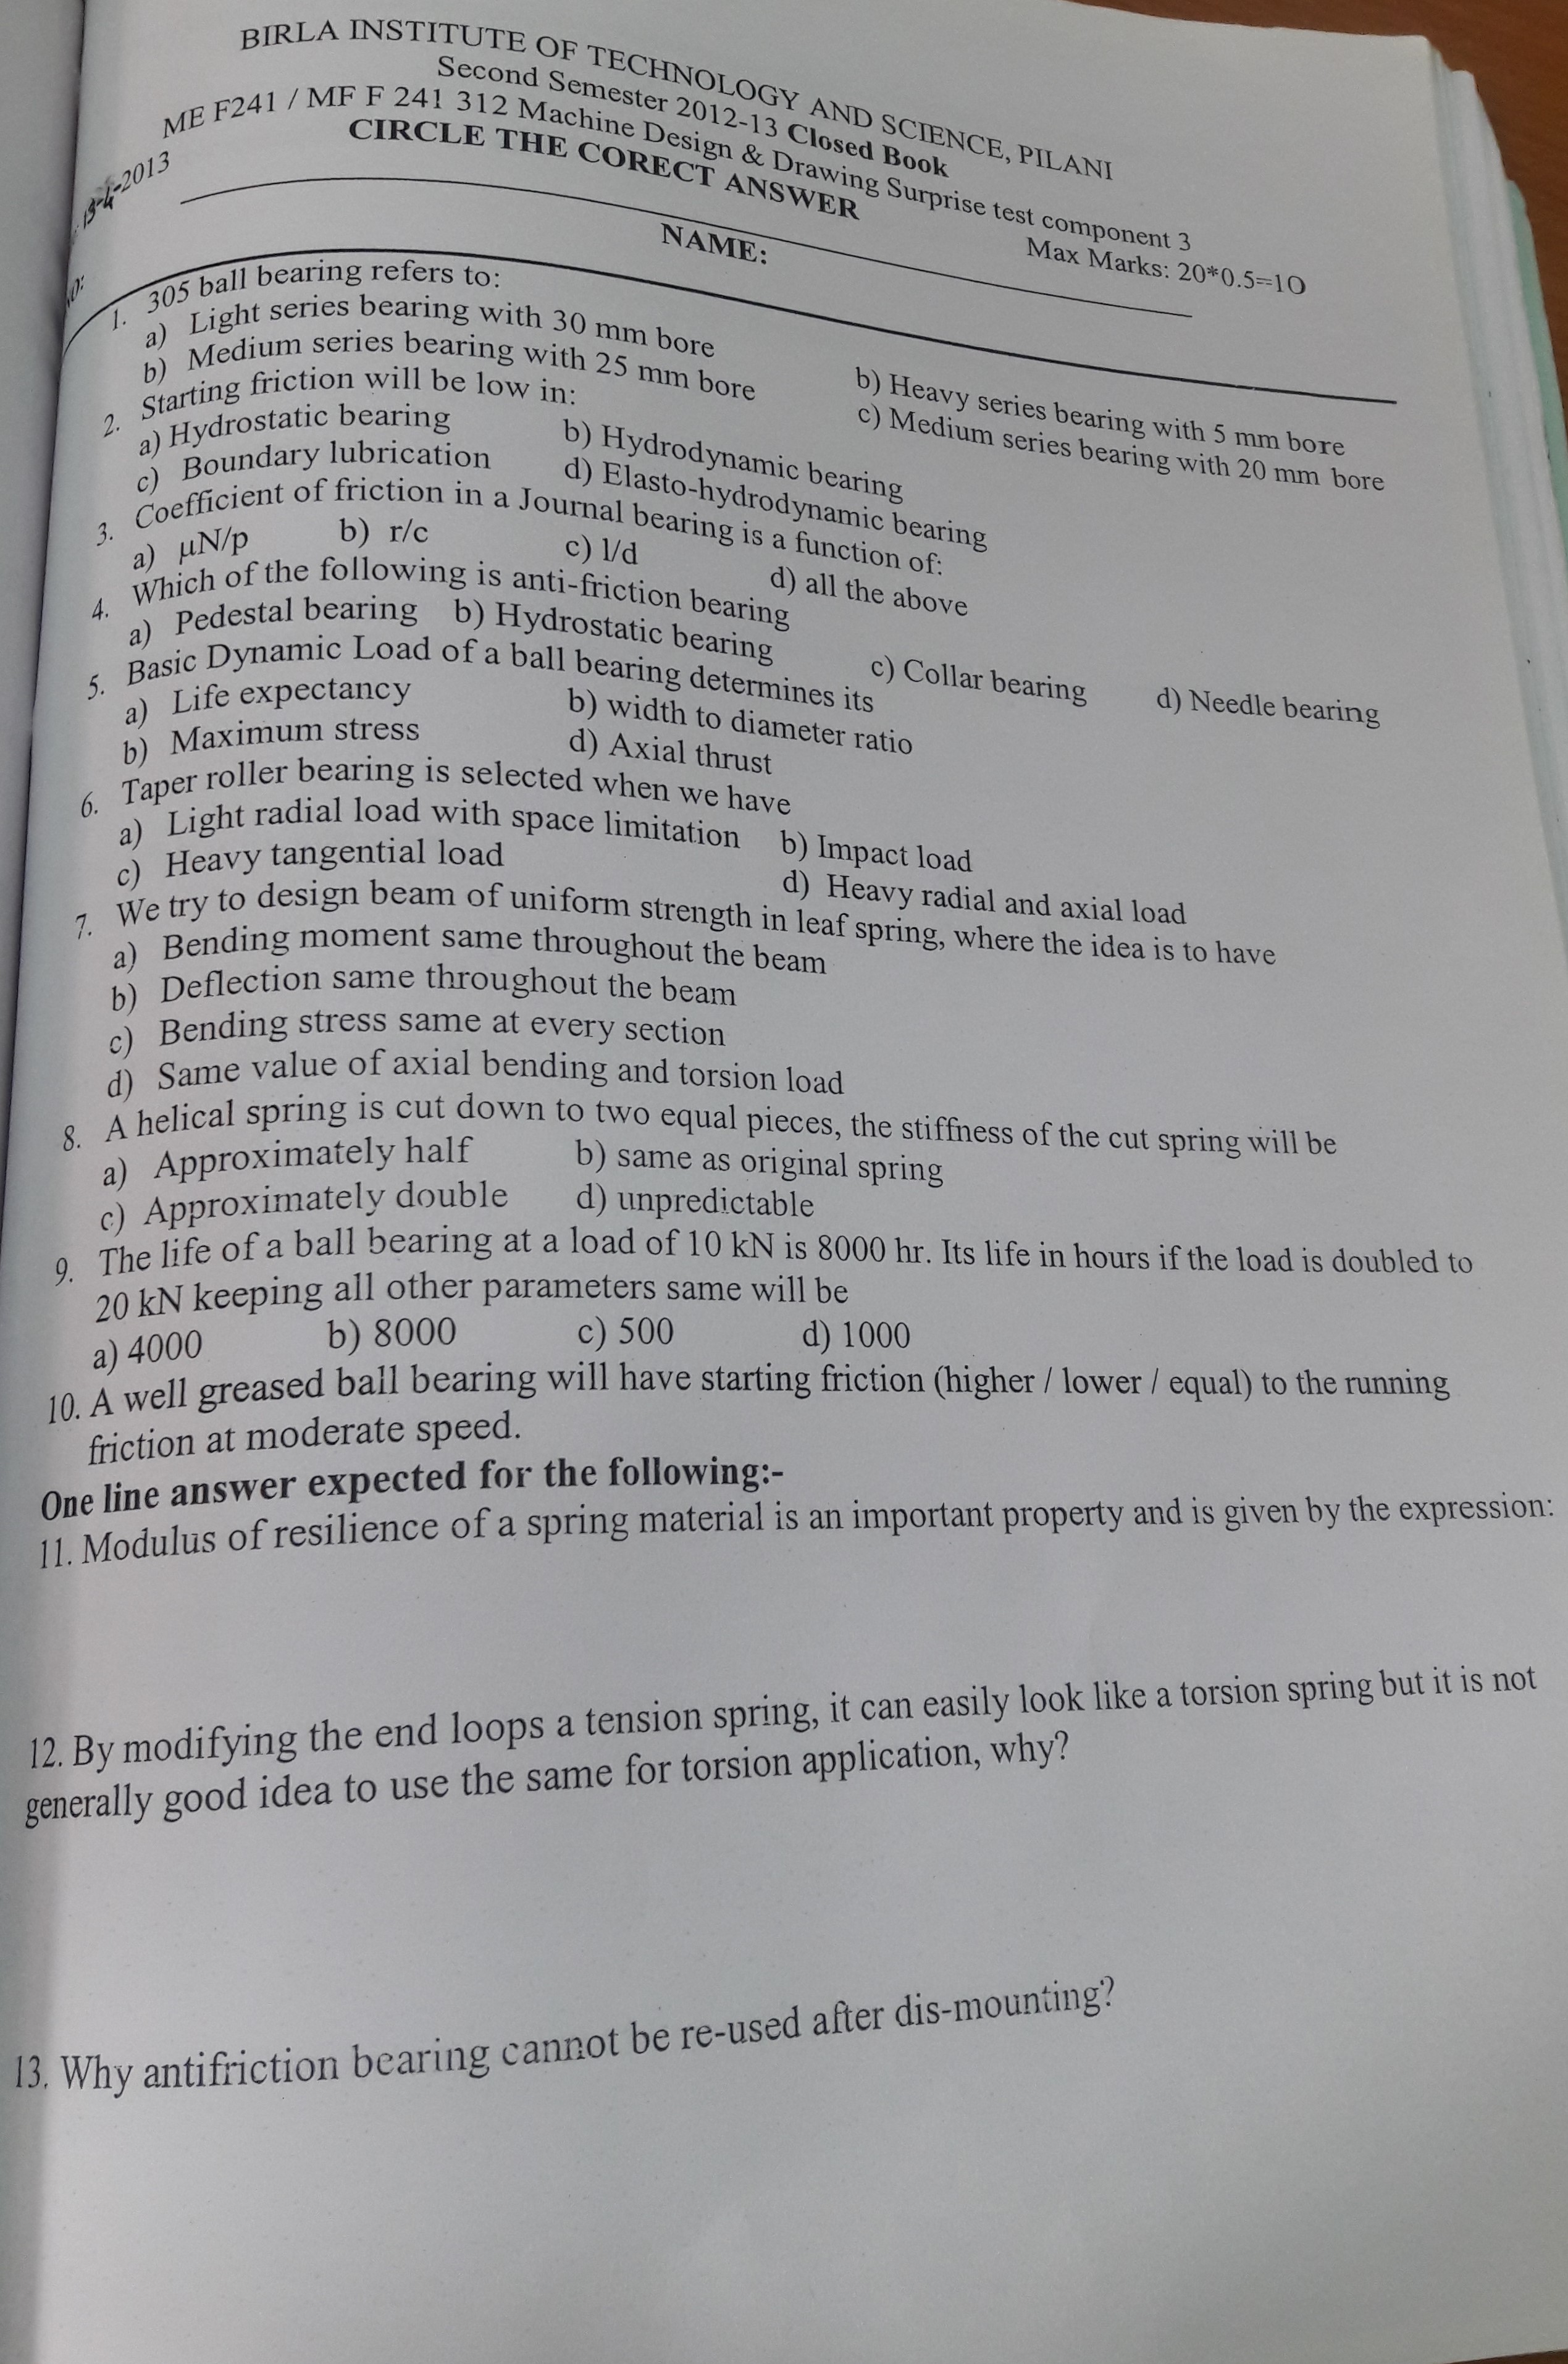 BIRLA INSTITUTE OF TECHNOLOGY AND SCIENCE, PILANI
Second Semester 2012-13 Closed Book
ME F241 / MF F 241 312 Machine Design & Drawing Surprise test component 3
CIRCLE THE CORECT ANSWER
Max Marks: 20*0.5=1O
-4-2013
NAME:
1. 305 ball bearing refers to:
a) Light series bearing with 30 mm bore b) Heavy series bearing with 5 mm bore
b) Medium series bearing with 25 mm bore c) Medium series bearing with 20 mm bore
2. Starting friction will be low in:
a) Hydrostatic bearing b) Hydrodynamic bearing
c) Boundary lubrication d) Elasto-hydrodynamic bearing
3. Coefficient of friction in a Journal bearing is a function of:
a) µN/p b) r/c c) l/d d) all the above
4. Which of the following is anti-friction bearing
a) Pedestal bearing b) Hydrostatic bearing c) Collar bearing d) Needle bearing
5. Basic Dynamic Load of a ball bearing determines its
a) Life expectancy b) width to diameter ratio
b) Maximum stress d) Axial thrust
6. Taper roller bearing is selected when we have
a) Light radial load with space limitation b) Impact load
c) Heavy tangential load d) Heavy radial and axial load
7. We try to design beam of uniform strength in leaf spring, where the idea is to have
a) Bending moment same throughout the beam
b) Deflection same throughout the beam
c) Bending stress same at every section
d) Same value of axial bending and torsion load
8. A helical spring is cut down to two equal pieces, the stiffness of the cut spring will be
a) Approximately half b) same as original spring
c) Approximately double d) unpredictable
9. The life of a ball bearing at a load of 10 kN is 8000 hr. Its life in hours if the load is doubled to
20 kN keeping all other parameters same will be
a) 4000 b) 8000 c) 500 d) 1000
10. A well greased ball bearing will have starting friction (higher / lower / equal) to the running
friction at moderate speed.
One line answer expected for the following:-
11. Modulus of resilience of a spring material is an important property and is given by the expression:
12. By modifying the end loops a tension spring, it can easily look like a torsion spring but it is not
generally good idea to use the same for torsion application, why?
13. Why antifriction bearing cannot be re-used after dis-mounting?